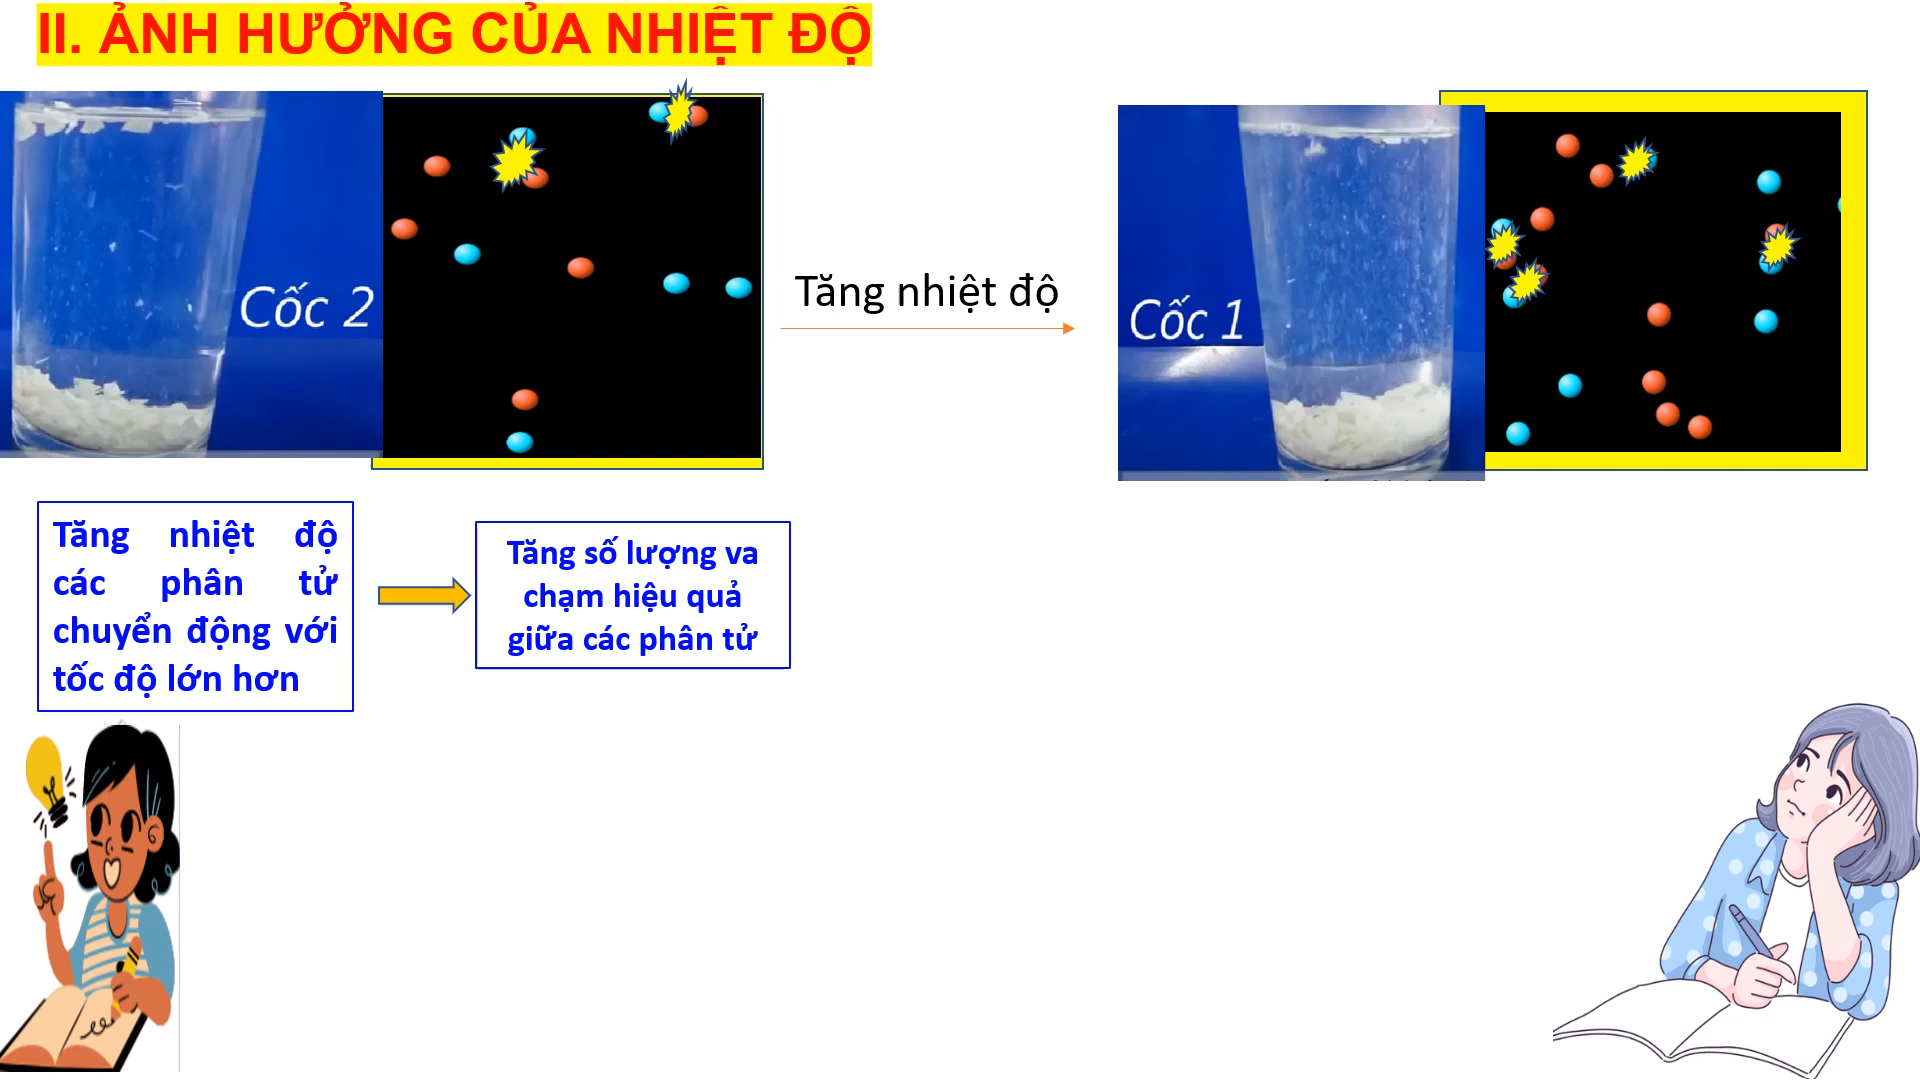 II. ẢNH HƯỞNG CỦA NHIỆT ĐỘ
Cốc 2
Tăng nhiệt độ
Cốc 1
Tăng nhiệt độ
các phân tử
chuyển động với
tốc độ lớn hơn
Tăng số lượng va
chạm hiệu quả
giữa các phân tử